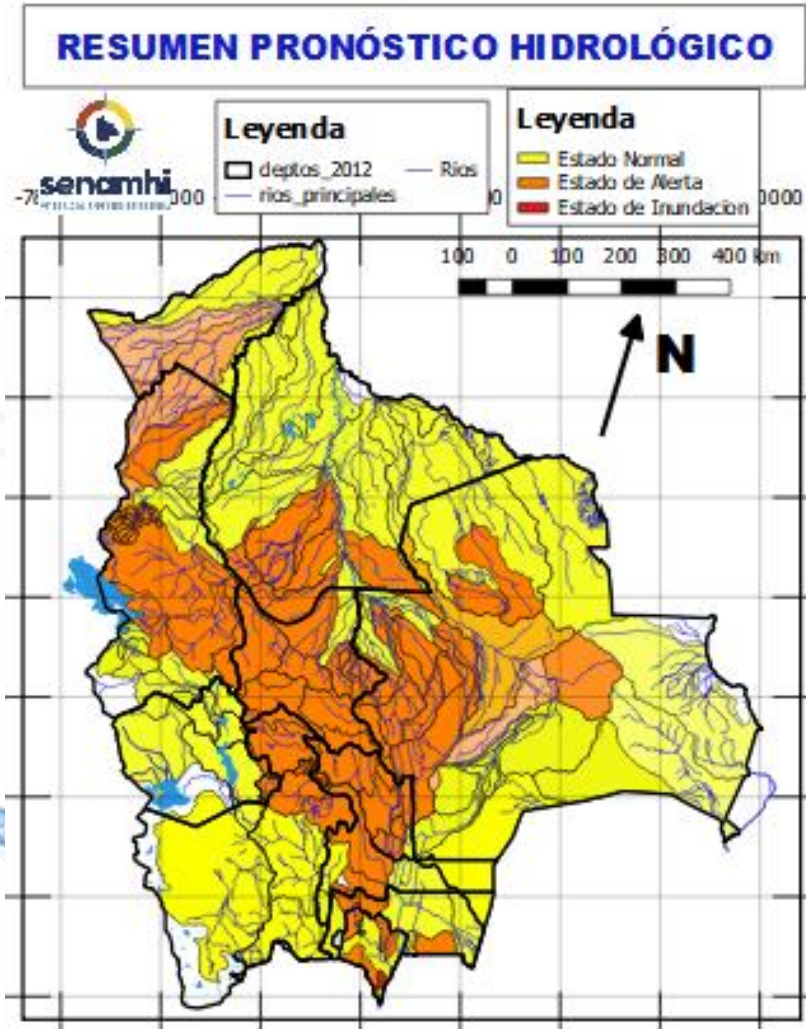 RESUMEN PRONÓSTICO HIDROLÓGICO
senamhi
Leyenda
deptos_2012
Rios
rios_principales
Leyenda
Estado Normal
Estado de Alerta
Estado de Inundacion
100 0 100 200 300 400 km
N